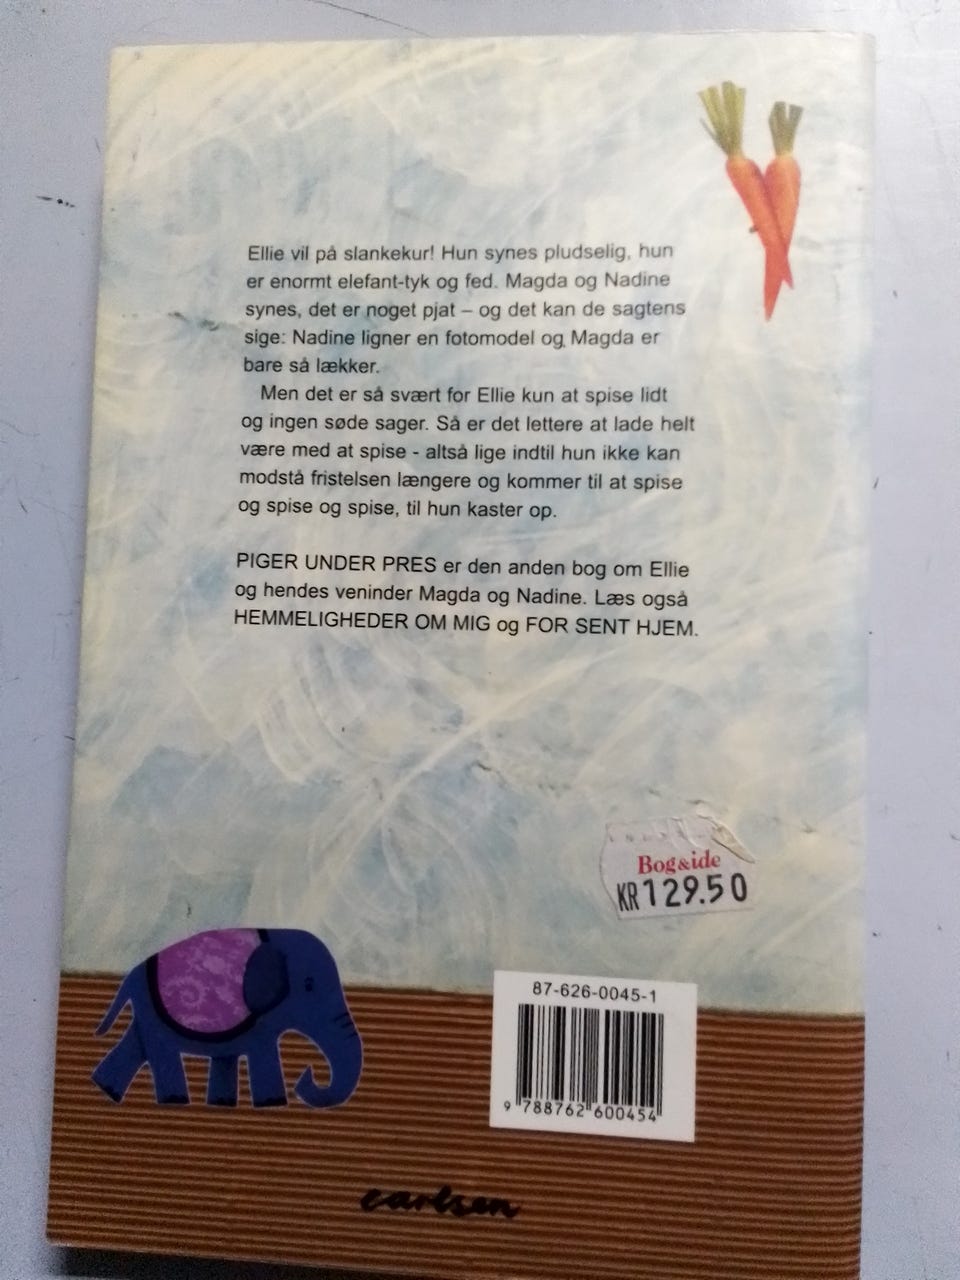 Ellie vil på slankekur! Hun synes pludselig, hun
er enormt elefant-tyk og fed. Magda og Nadine
synes, det er noget pjat – og det kan de sagtens
sige: Nadine ligner en fotomodel og Magda er
bare så lækker.
Men det er så svært for Ellie kun at spise lidt
og ingen søde sager. Så er det lettere at lade helt
være med at spise - altså lige indtil hun ikke kan
modstå fristelsen længere og kommer til at spise
og spise og spise, til hun kaster op.
PIGER UNDER PRES er den anden bog om Ellie
og hendes veninder Magda og Nadine. Læs også
HEMMELIGHEDER OM MIG og FOR SENT HJEM.
Bog&ide
KR129.50
87-626-0045-1
9 788762 600454
carlsen